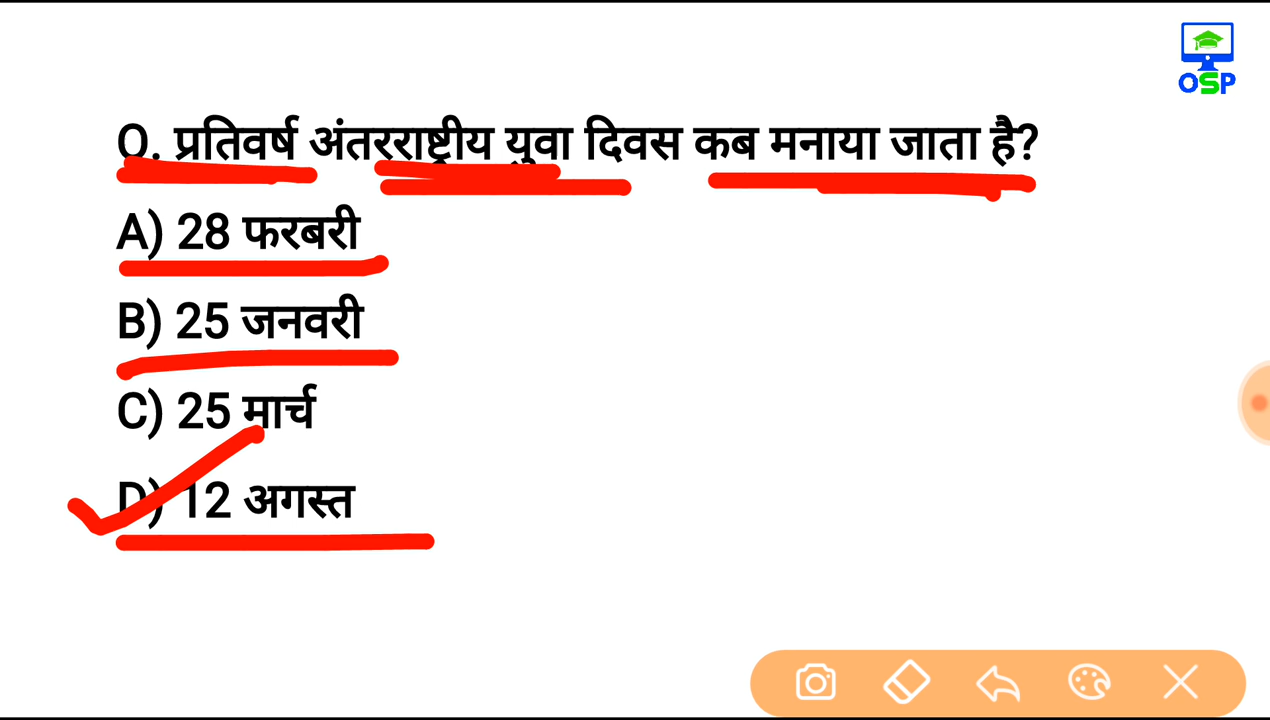 OSP
Q. प्रतिवर्ष अंतरराष्ट्रीय युवा दिवस कब मनाया जाता है?
A) 28 फरबरी
B) 25 जनवरी
C) 25 मार्च
D) 12 अगस्त